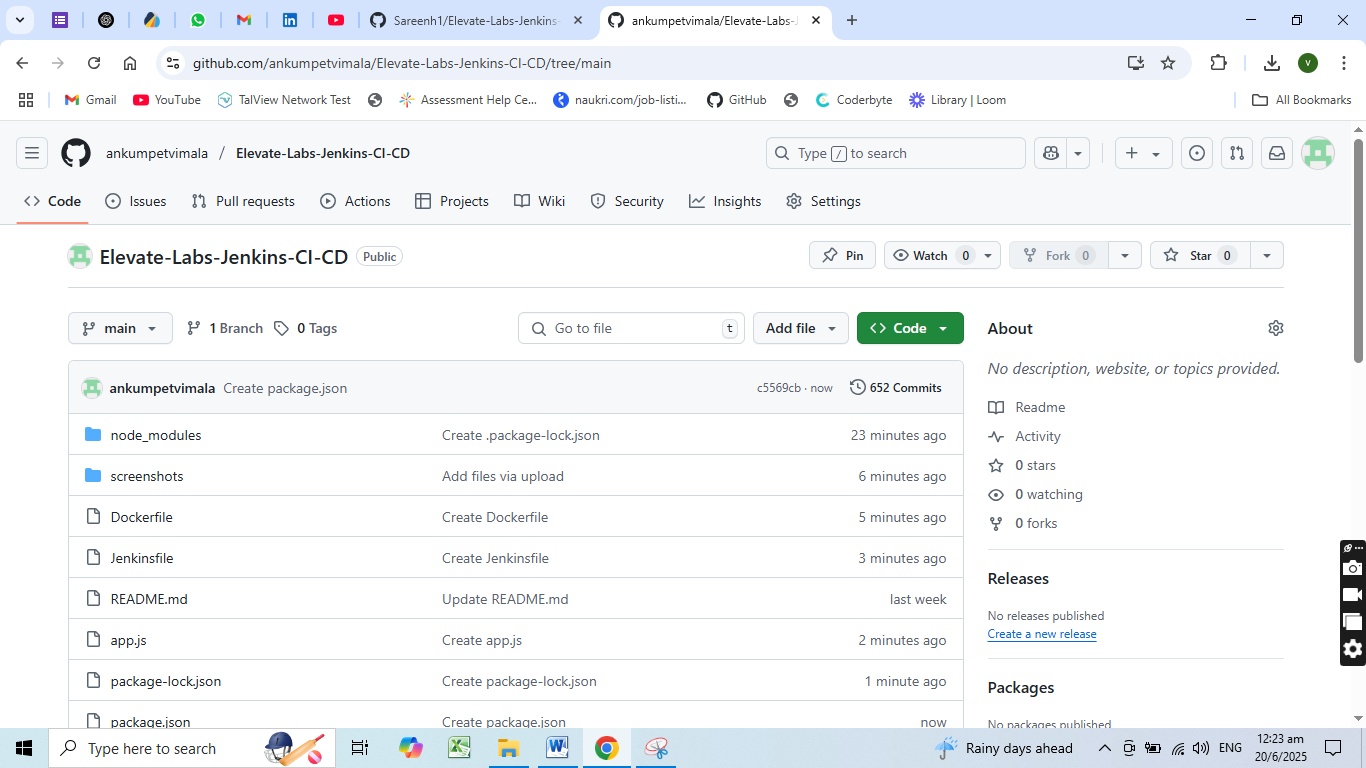 Sareenh1/Elevate-Labs-Jenkins-
ankumpetvimala/Elevate-Labs-J
github.com/ankumpetvimala/Elevate-Labs-Jenkins-CI-CD/tree/main
V
Gmail
YouTube
TalView Network Test
Assessment Help Ce...
naukri.com/job-listi...
GitHub
Coderbyte
Library | Loom
All Bookmarks
ankumpetvimala / Elevate-Labs-Jenkins-CI-CD
Type / to search
Code
Issues
Pull requests
Actions
Projects
Wiki
Security
Insights
Settings
Elevate-Labs-Jenkins-CI-CD Public
Pin
Watch 0
Fork 0
Star 0
main
1 Branch
0 Tags
Go to file t
Add file
Code
ankumpetvimala Create package.json c5569cb · now 652 Commits
node_modules Create .package-lock.json 23 minutes ago
screenshots Add files via upload 6 minutes ago
Dockerfile Create Dockerfile 5 minutes ago
Jenkinsfile Create Jenkinsfile 3 minutes ago
README.md Update README.md last week
app.js Create app.js 2 minutes ago
package-lock.json Create package-lock.json 1 minute ago
package.json Create package.json now
About
No description, website, or topics provided.
Readme
Activity
0 stars
0 watching
0 forks
Releases
No releases published
Create a new release
Packages
No packages published
Type here to search
Rainy days ahead
ENG
12:23 am
20/6/2025